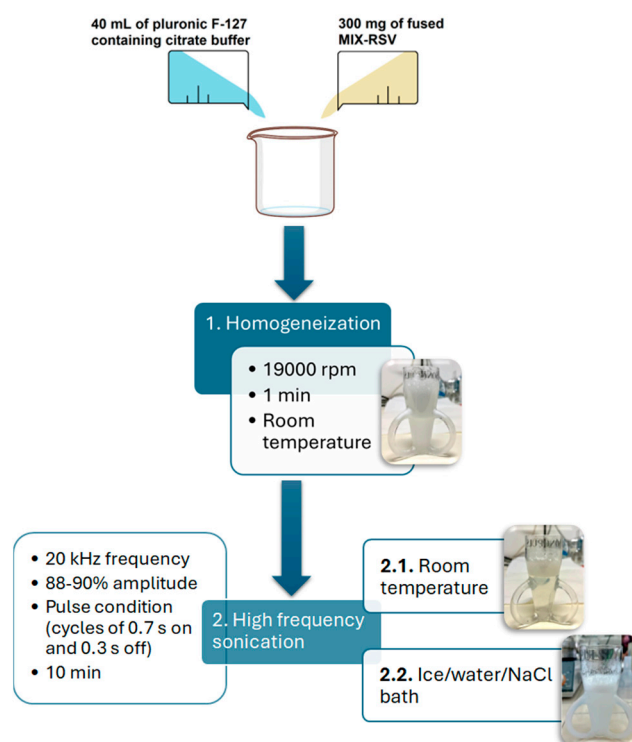 40 mL of pluronic F-127
containing citrate buffer
300 mg of fused
MIX-RSV
1. Homogeneization
• 19000 rpm
• 1 min
• Room
temperature
• 20 kHz frequency
• 88-90% amplitude
• Pulse condition
(cycles of 0.7 s on
and 0.3 s off)
• 10 min
2. High frequency
sonication
2.1. Room
temperature
2.2. Ice/water/NaCl
bath